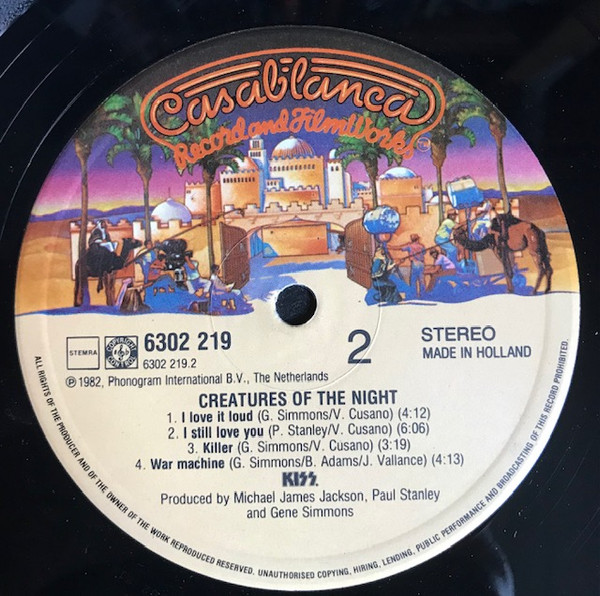 Casablanca
Record and FilmWorks™
STEMRA
COPYRIGHT CONTROL
6302 219
6302 219.2
2
STEREO
MADE IN HOLLAND
℗ 1982, Phonogram International B.V., The Netherlands
CREATURES OF THE NIGHT
1. I love it loud (G. Simmons/V. Cusano) (4:12)
2. I still love you (P. Stanley/V. Cusano) (6:06)
3. Killer (G. Simmons/V. Cusano) (3:19)
4. War machine (G. Simmons/B. Adams/J. Vallance) (4:13)
KISS
Produced by Michael James Jackson, Paul Stanley
and Gene Simmons
ALL RIGHTS OF THE PRODUCER AND OF THE OWNER OF THE WORK REPRODUCED RESERVED. UNAUTHORISED COPYING, HIRING, LENDING, PUBLIC PERFORMANCE AND BROADCASTING OF THIS RECORD PROHIBITED.